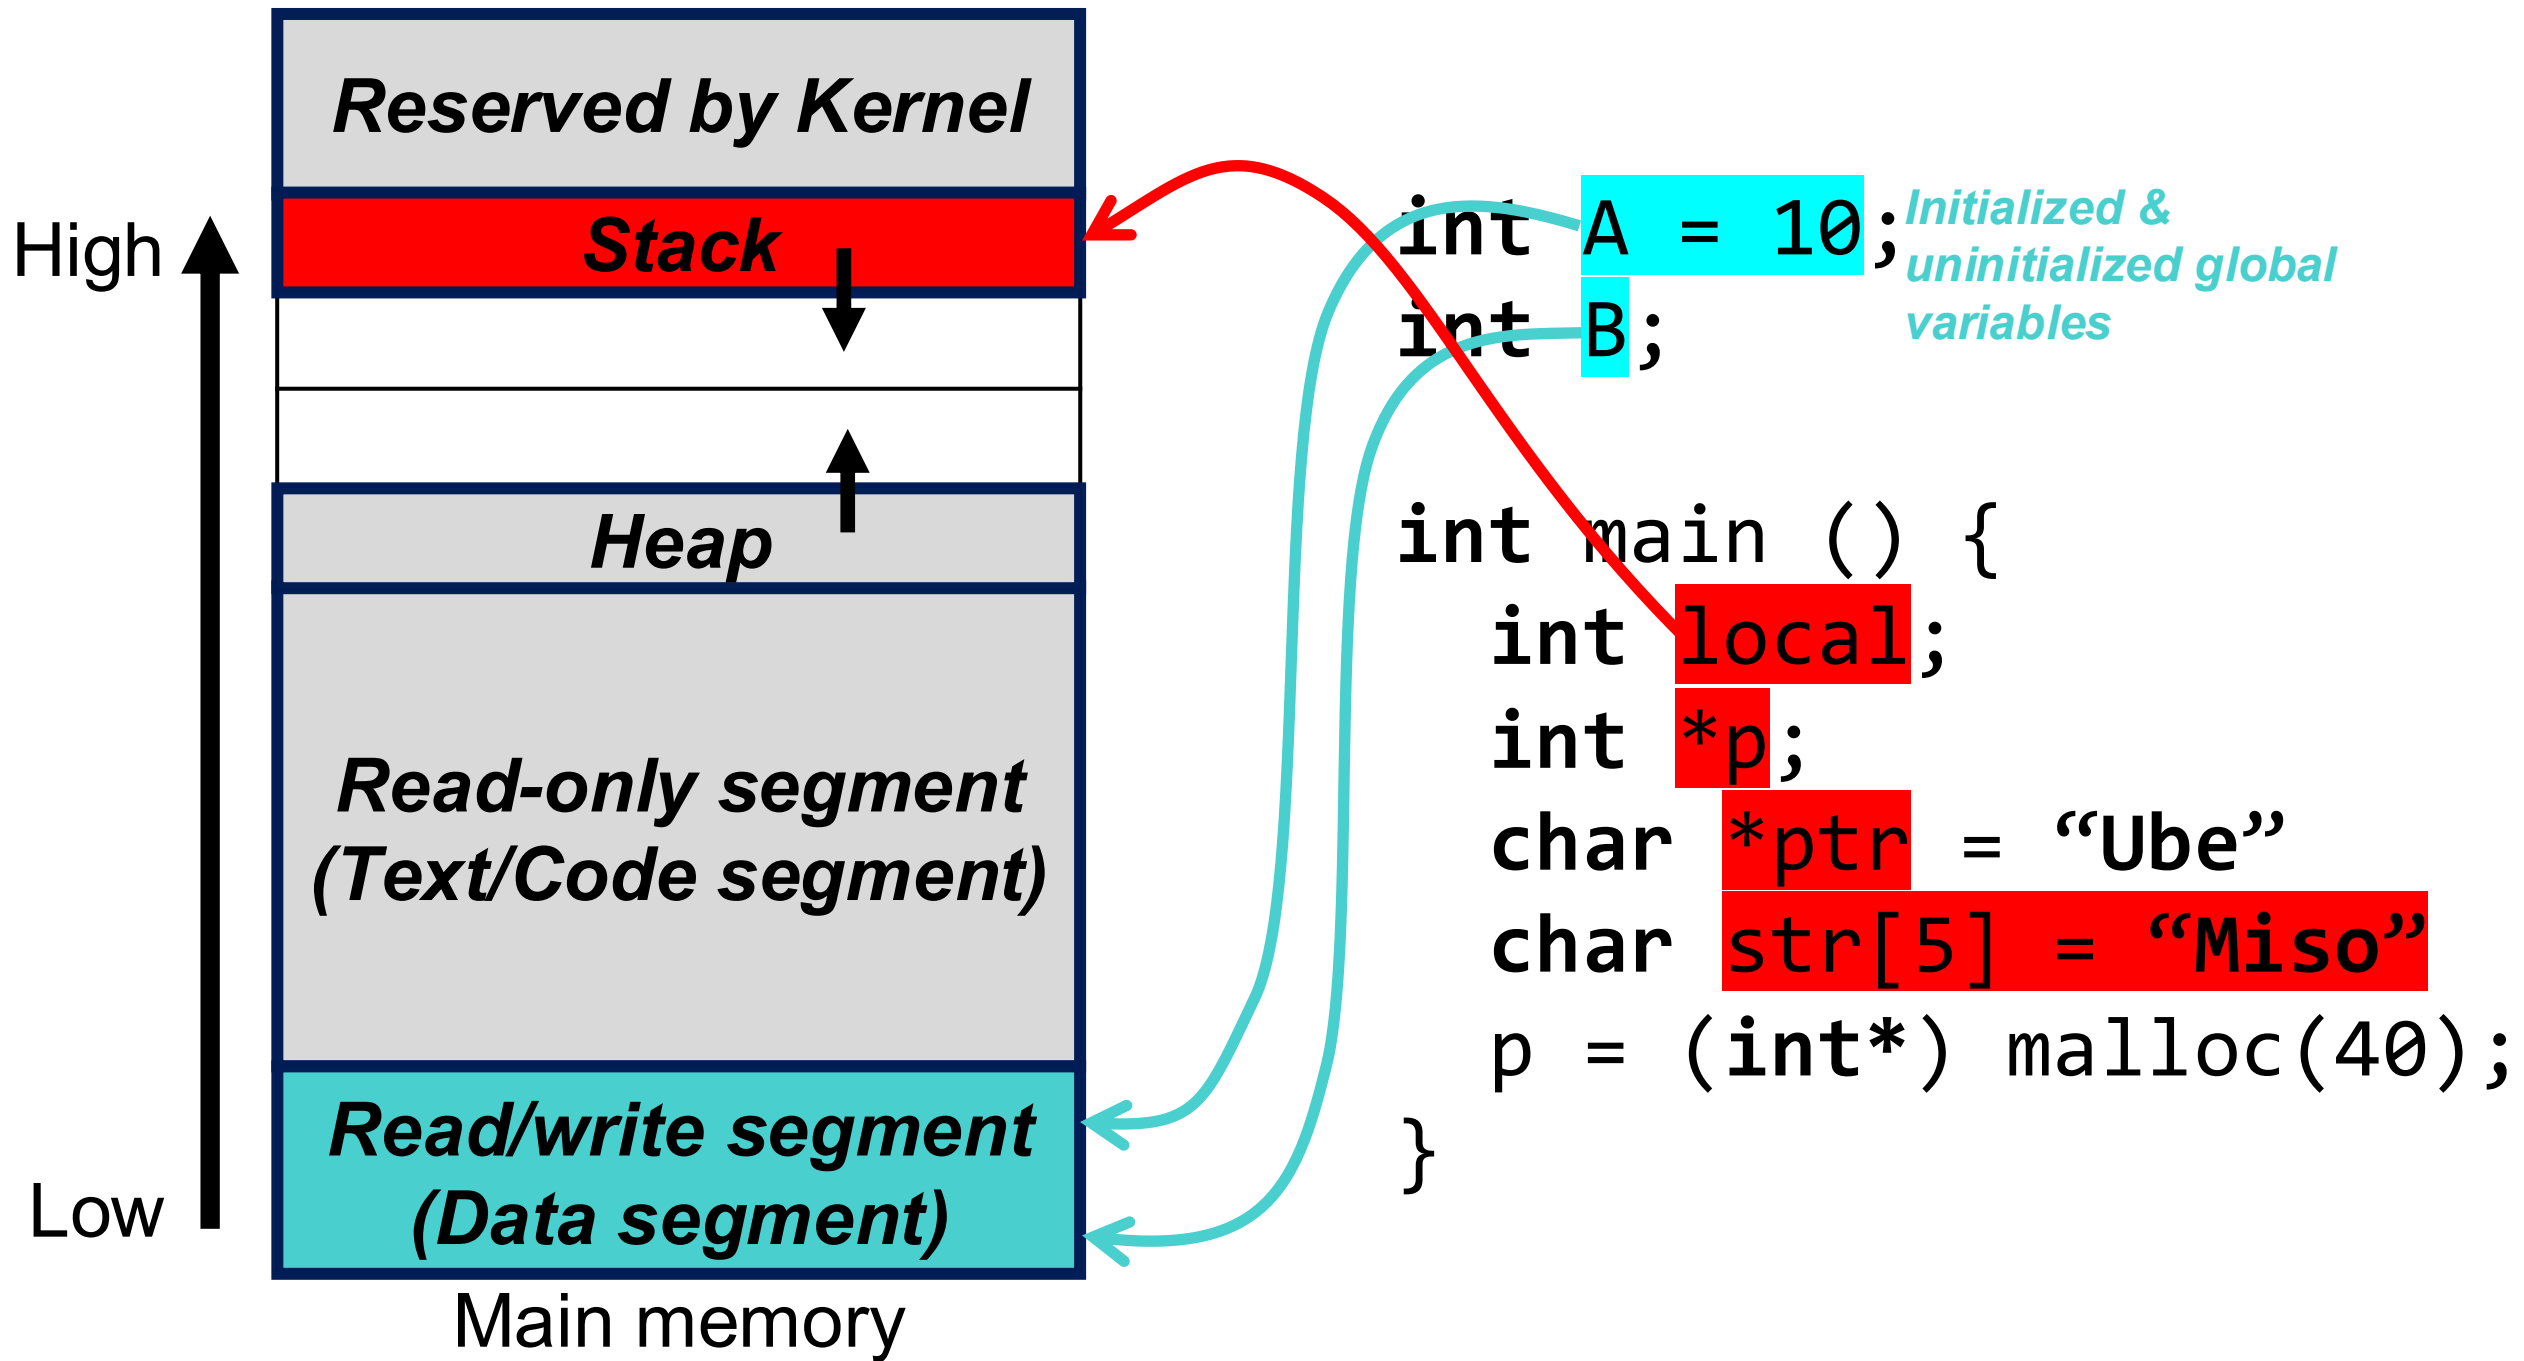 Reserved by Kernel
High
Stack
Heap
Read-only segment
(Text/Code segment)
Read/write segment
(Data segment)
Low
Main memory
int A = 10;
Initialized &
uninitialized global
variables
int B;
int main () {
int local;
int *p;
char *ptr = “Ube”
char str[5] = “Miso”
p = (int*) malloc(40);
}